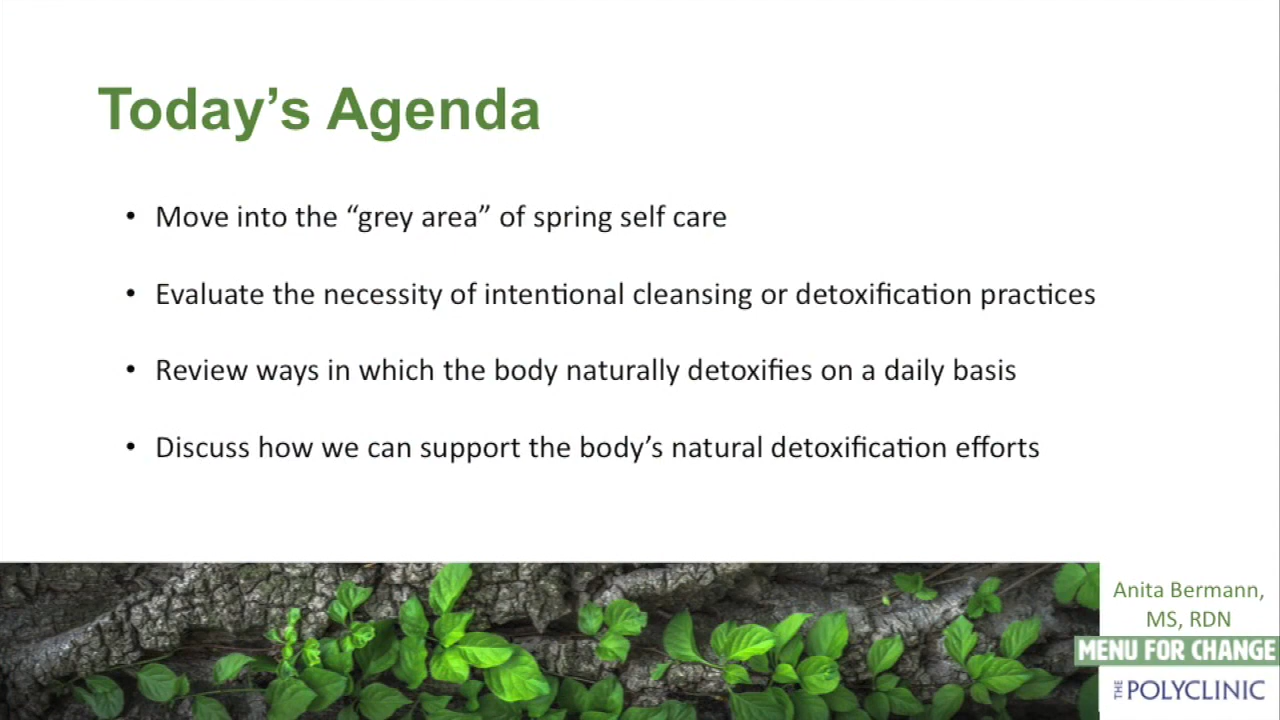 Today’s Agenda
• Move into the “grey area” of spring self care
• Evaluate the necessity of intentional cleansing or detoxification practices
• Review ways in which the body naturally detoxifies on a daily basis
• Discuss how we can support the body’s natural detoxification efforts
Anita Bermann,
MS, RDN
MENU FOR CHANGE
THE POLYCLINIC